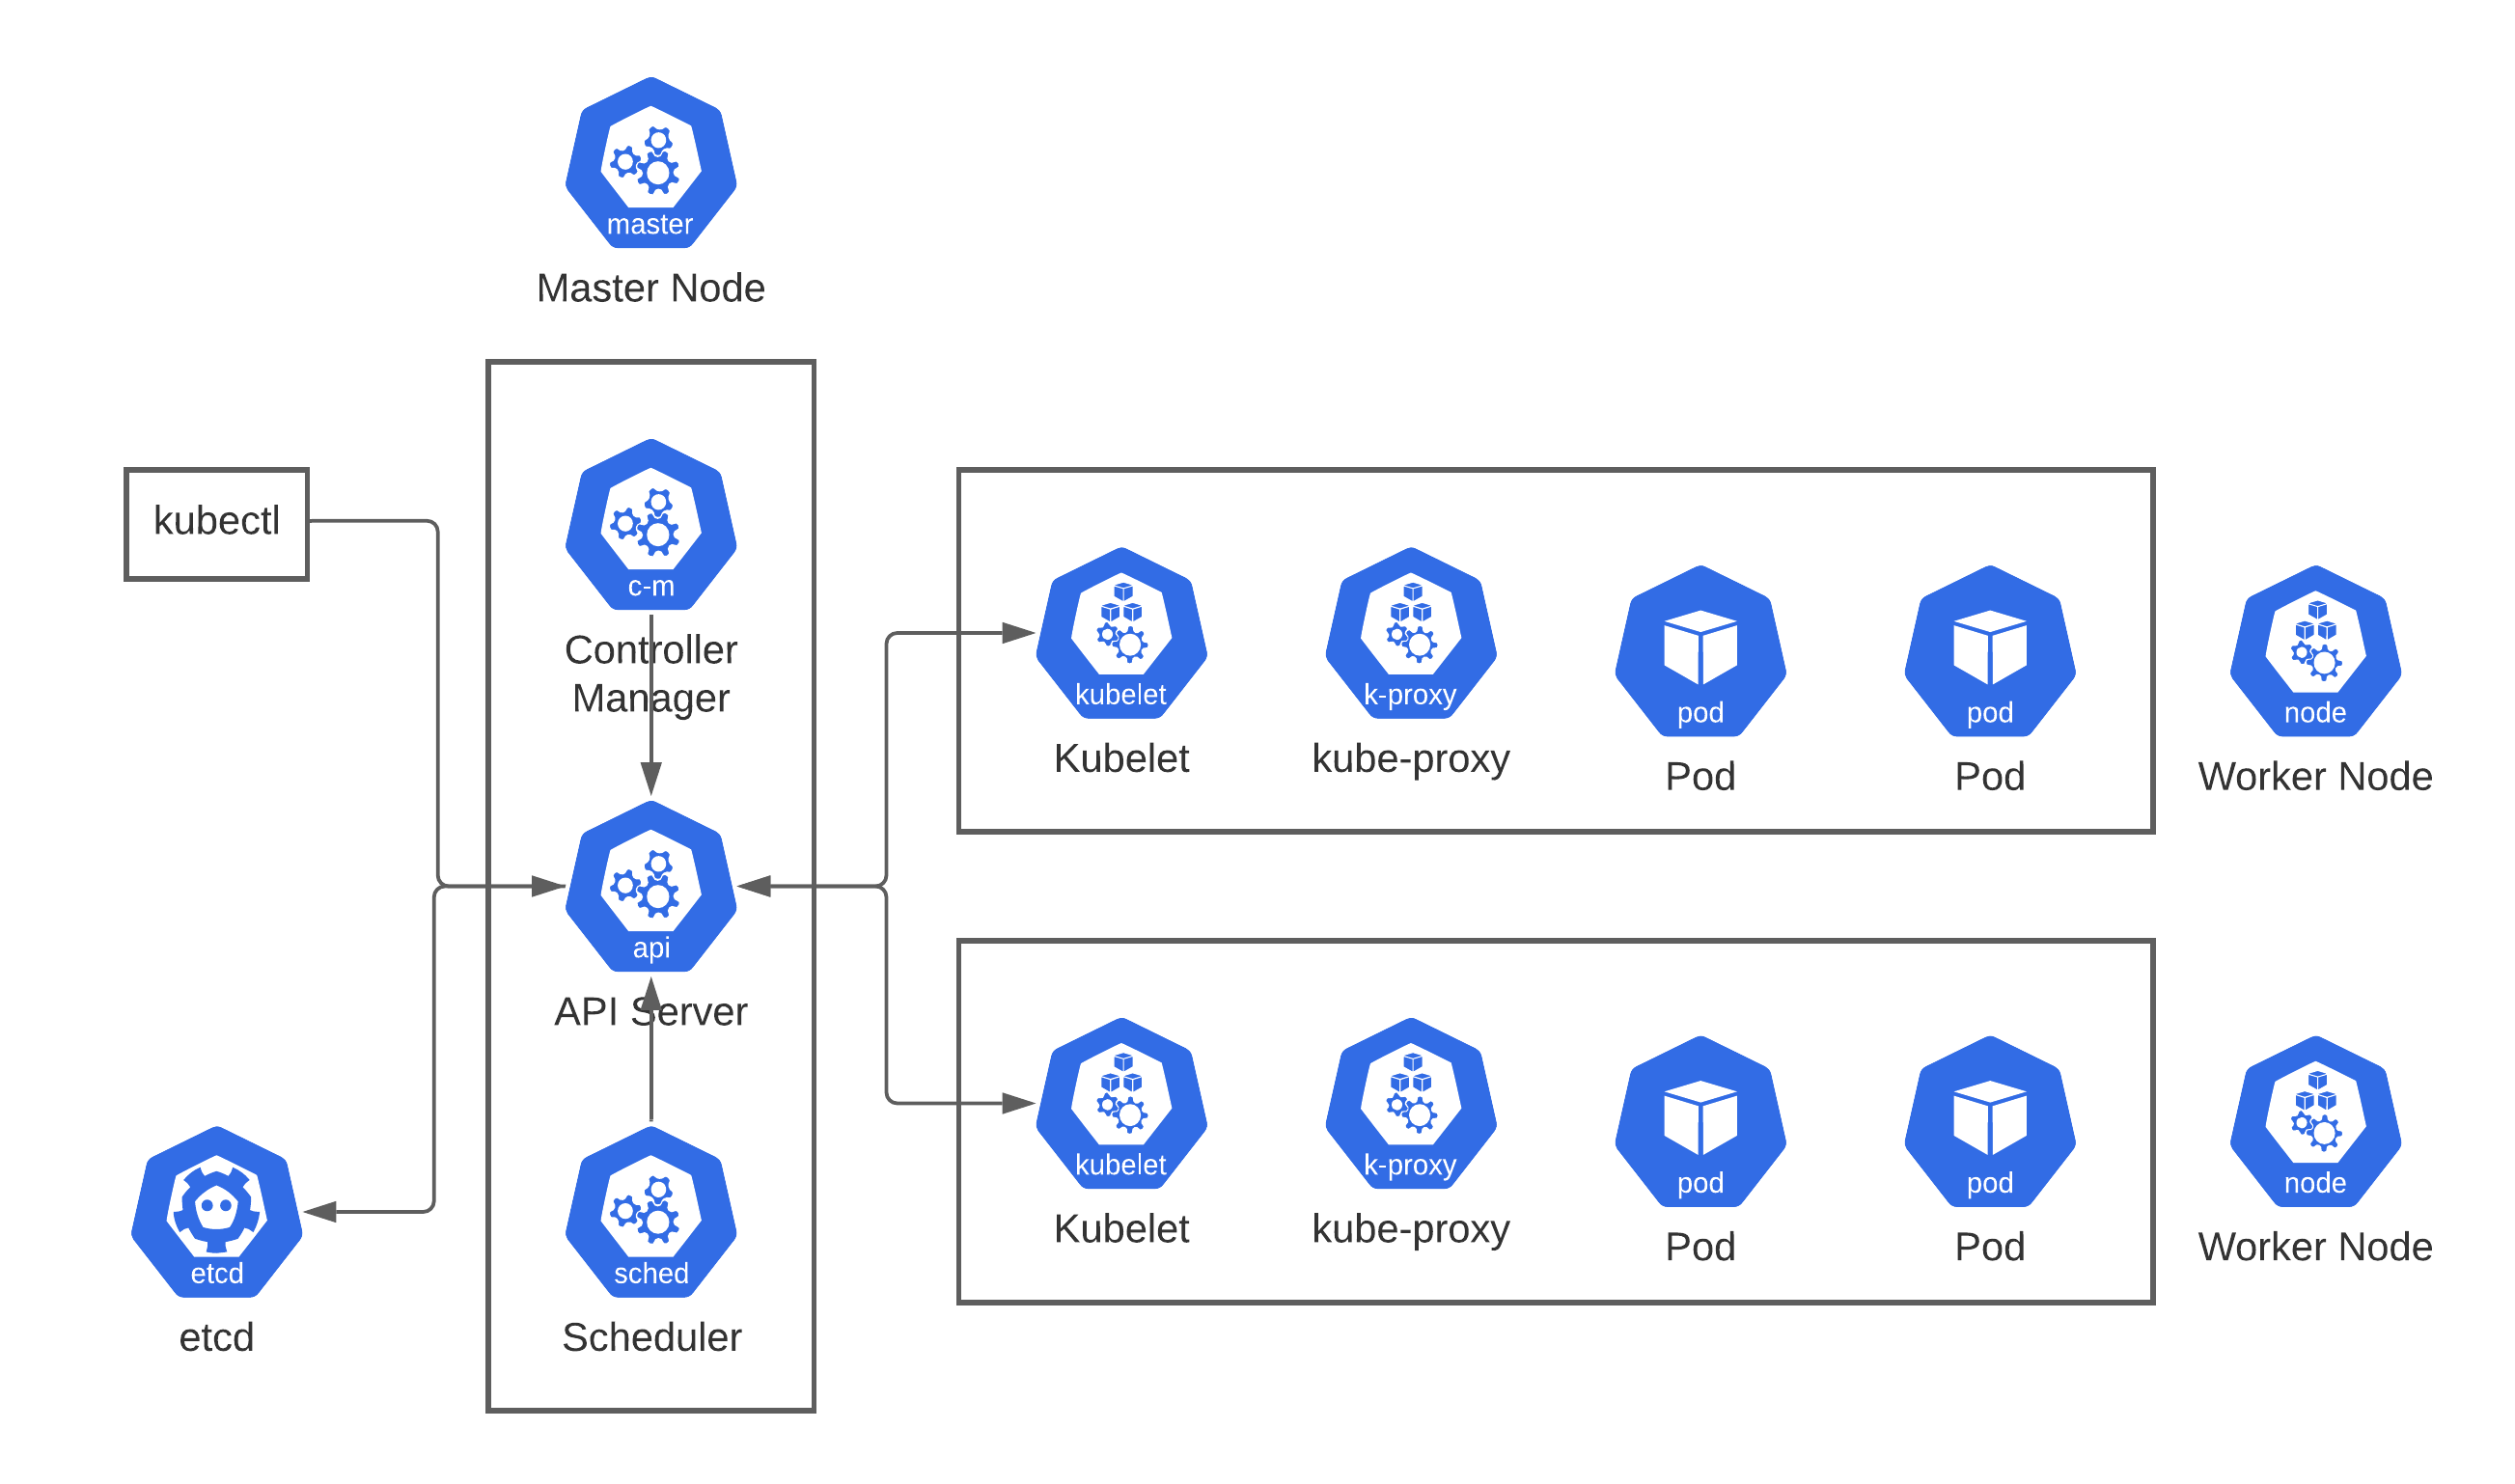 master
Master Node
kubectl
c-m
Controller
Manager
api
API Server
etcd
etcd
sched
Scheduler
kubelet
Kubelet
k-proxy
kube-proxy
pod
Pod
pod
Pod
node
Worker Node
kubelet
Kubelet
k-proxy
kube-proxy
pod
Pod
pod
Pod
node
Worker Node